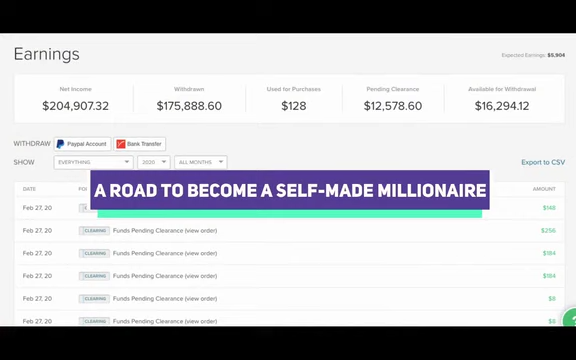 Earnings
Expected Earnings: $5,904
Net Income Withdrawn Used for Purchases Pending Clearance Available for Withdrawal
$204,907.32 $175,888.60 $128 $12,578.60 $16,294.12
WITHDRAW PayPal Account Bank Transfer
SHOW EVERYTHING 2020 ALL MONTHS Export to CSV
A ROAD TO BECOME A SELF-MADE MILLIONAIRE
DATE AMOUNT
Feb 27, 20 $148
Feb 27, 20 CLEARING Funds Pending Clearance (view order) $256
Feb 27, 20 CLEARING Funds Pending Clearance (view order) $184
Feb 27, 20 CLEARING Funds Pending Clearance (view order) $184
Feb 27, 20 CLEARING Funds Pending Clearance (view order) $8
Feb 27, 20 CLEARING Funds Pending Clearance (view order) $8